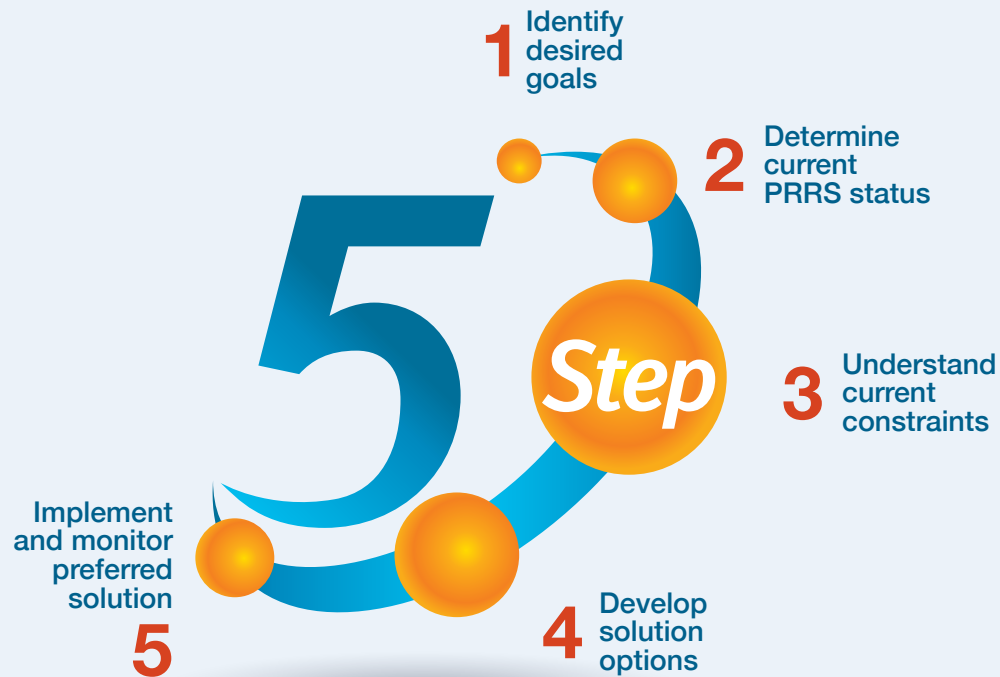 1 Identify
desired
goals
2 Determine
current
PRRS status
5
Step
3 Understand
current
constraints
4 Develop
solution
options
Implement
and monitor
preferred
solution
5